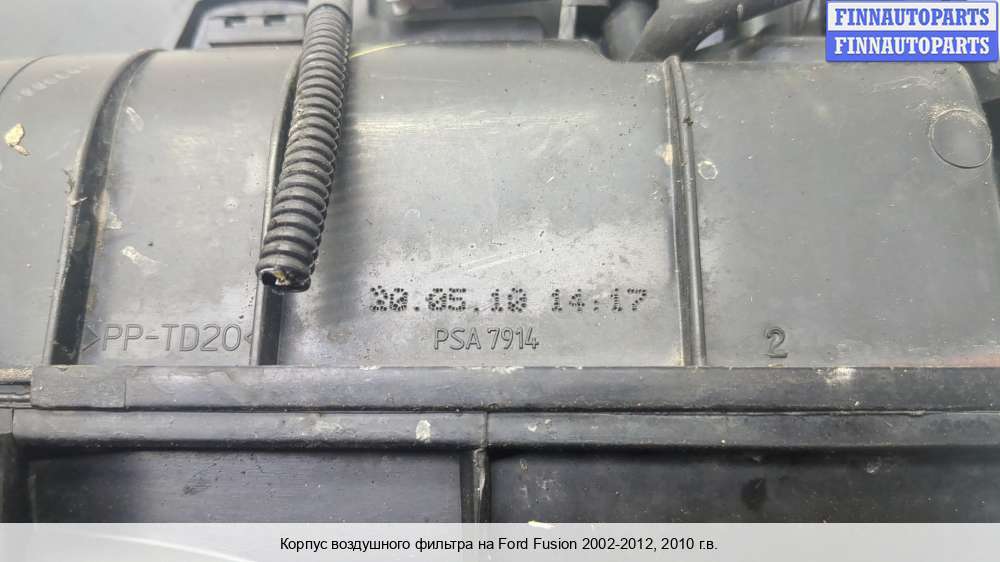 FINNAUTOPARTS
FINNAUTOPARTS
20.05.10 14:17
>PP-TD20<
PSA 7914
2
Корпус воздушного фильтра на Ford Fusion 2002-2012, 2010 г.в.